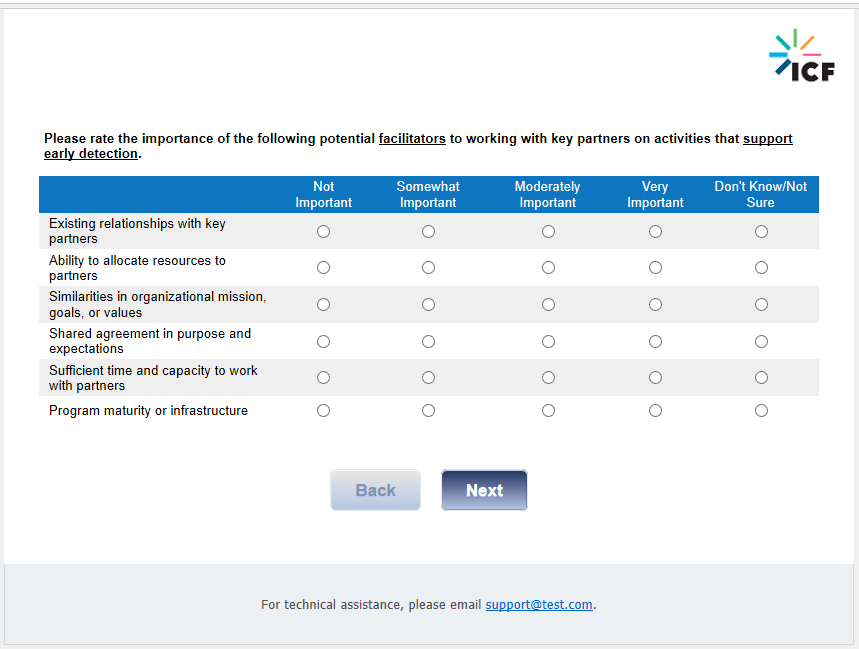 ICF
Please rate the importance of the following potential facilitators to working with key partners on activities that support
early detection.
Not Somewhat Moderately Very Don't Know/Not
Important Important Important Important Sure
Existing relationships with key
partners
Ability to allocate resources to
partners
Similarities in organizational mission,
goals, or values
Shared agreement in purpose and
expectations
Sufficient time and capacity to work
with partners
Program maturity or infrastructure
Back Next
For technical assistance, please email support@test.com.